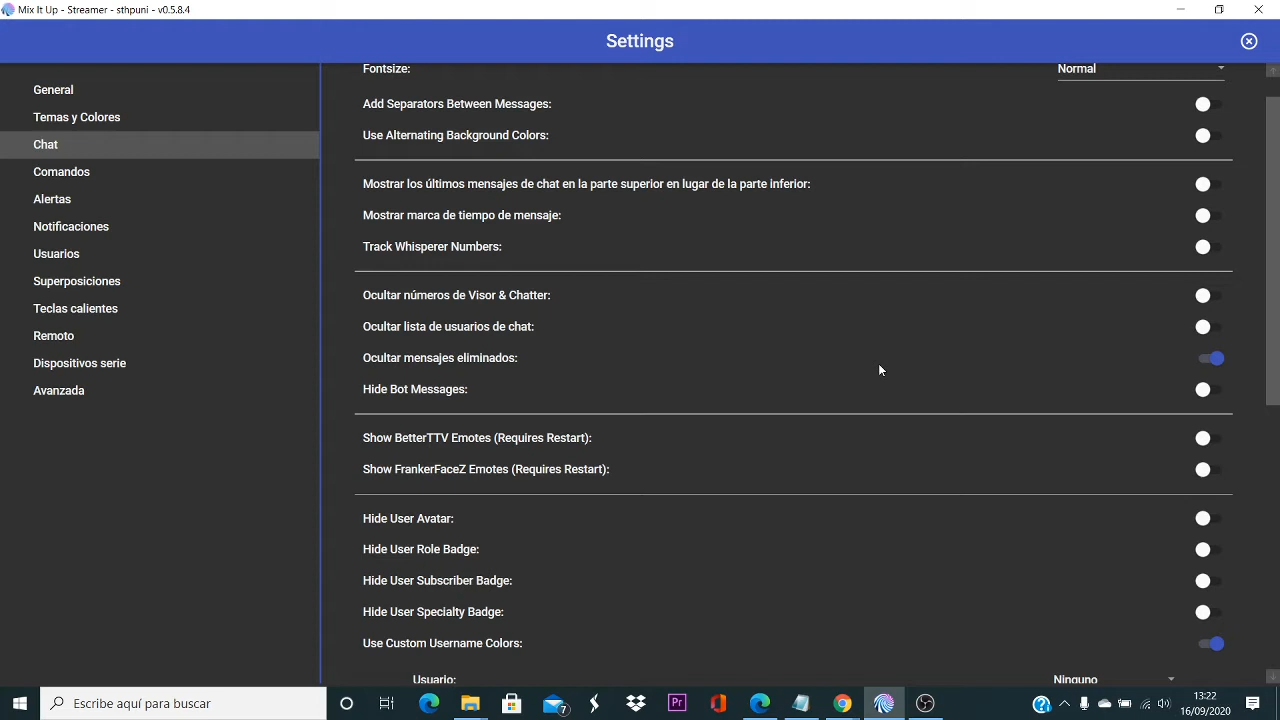 Mix It Up - Streamer - sthpuni - v0.5.8.4
Settings
General
Temas y Colores
Chat
Comandos
Alertas
Notificaciones
Usuarios
Superposiciones
Teclas calientes
Remoto
Dispositivos serie
Avanzada
Fontsize: Normal
Add Separators Between Messages:
Use Alternating Background Colors:
Mostrar los últimos mensajes de chat en la parte superior en lugar de la parte inferior:
Mostrar marca de tiempo de mensaje:
Track Whisperer Numbers:
Ocultar números de Visor & Chatter:
Ocultar lista de usuarios de chat:
Ocultar mensajes eliminados:
Hide Bot Messages:
Show BetterTTV Emotes (Requires Restart):
Show FrankerFaceZ Emotes (Requires Restart):
Hide User Avatar:
Hide User Role Badge:
Hide User Subscriber Badge:
Hide User Specialty Badge:
Use Custom Username Colors:
Usuario: Ninguno
Escribe aquí para buscar
7
Pr
13:22
16/09/2020